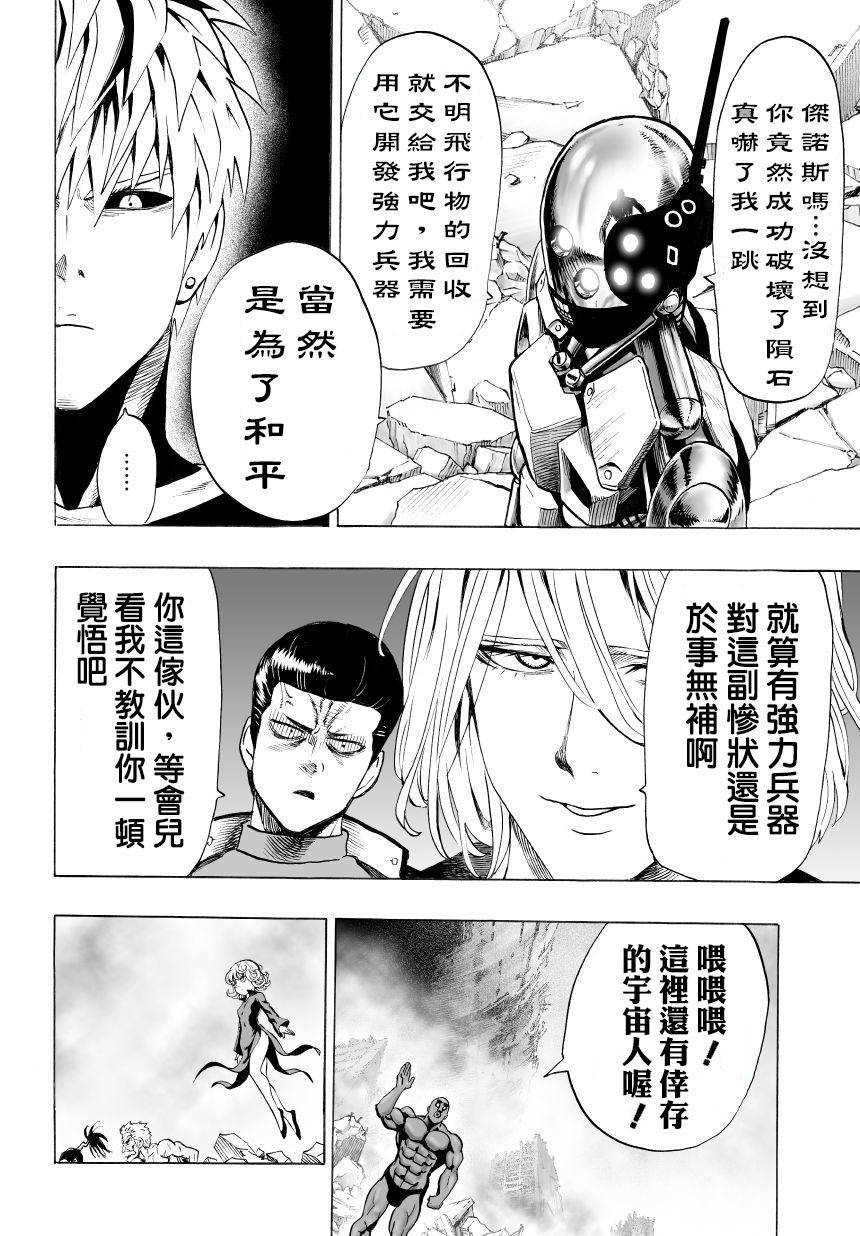 傑諾斯嗎…沒想到
你竟然成功破壞了隕石
真嚇了我一跳
不明飛行物的回收
就交給我吧，我需要
用它開發強力兵器
當然
是為了和平
……
就算有強力兵器
對這副慘狀還是
於事無補啊
你這傢伙，等會兒
看我不教訓你一頓
覺悟吧
喂喂喂！
這裡還有倖存
的宇宙人喔！